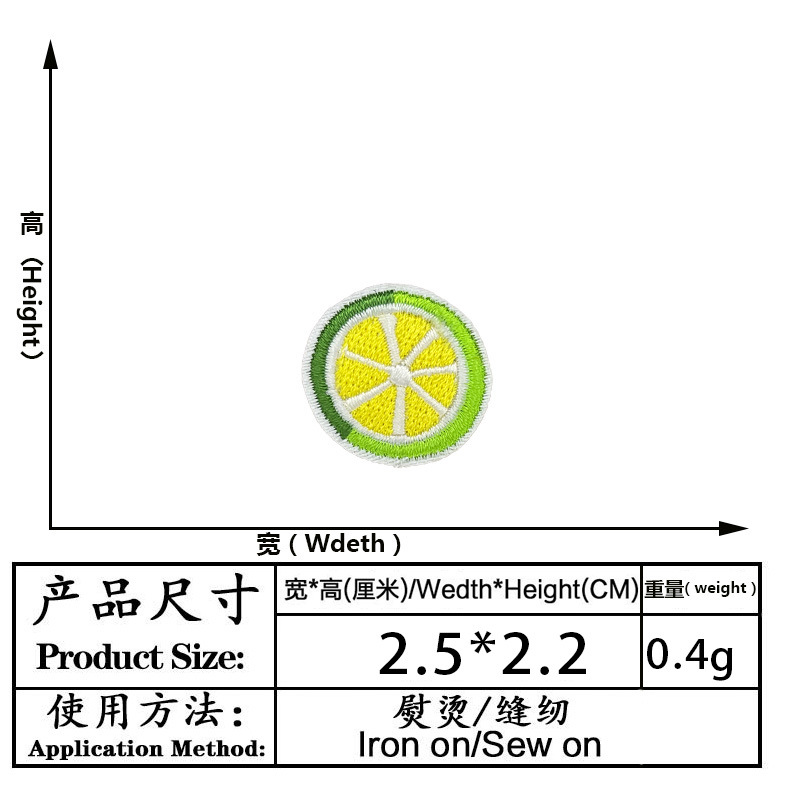 高（Height）
宽（Wdeth）
产品尺寸
Product Size:
宽*高(厘米)/Wedth*Height(CM)
重量( weight )
2.5*2.2
0.4g
使用方法:
Application Method:
熨烫/缝纫
Iron on/Sew on